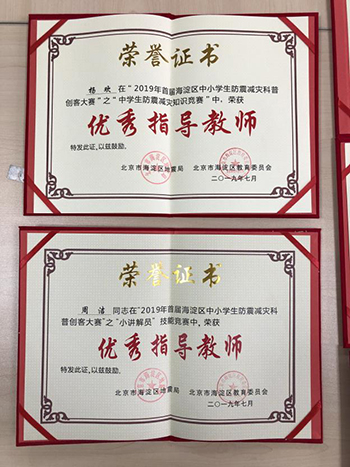 荣誉证书
杨欢 在“2019年首届海淀区中小学生防震减灾科普
创客大赛”之“中学生防震减灾知识竞赛”中，荣获
优秀指导教师
特发此证，以兹鼓励。
北京市海淀区地震局 北京市海淀区教育委员会
二〇一九年七月
荣誉证书
周洁 同志在“2019年首届海淀区中小学生防震减灾科
普创客大赛”之“小讲解员”技能竞赛中，荣获
优秀指导教师
特发此证，以兹鼓励。
北京市海淀区地震局 北京市海淀区教育委员会
二〇一九年七月